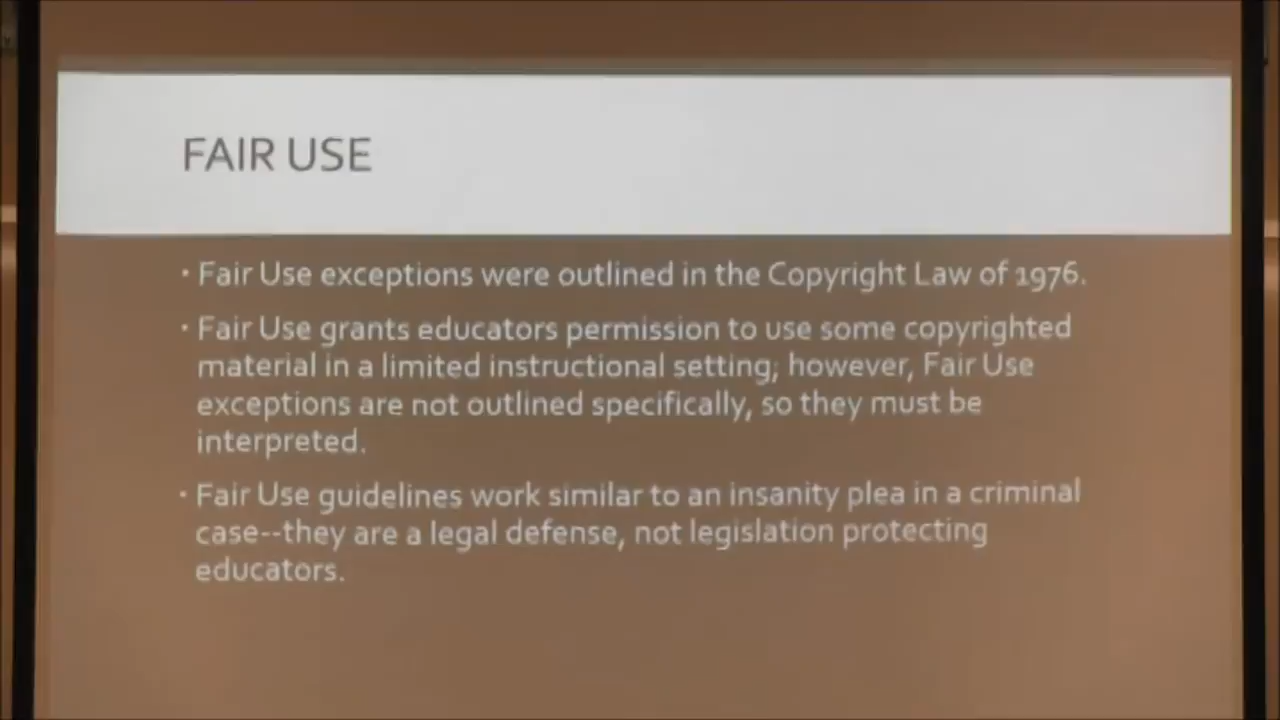 FAIR USE
· Fair Use exceptions were outlined in the Copyright Law of 1976.
· Fair Use grants educators permission to use some copyrighted
material in a limited instructional setting; however, Fair Use
exceptions are not outlined specifically, so they must be
interpreted.
· Fair Use guidelines work similar to an insanity plea in a criminal
case--they are a legal defense, not legislation protecting
educators.